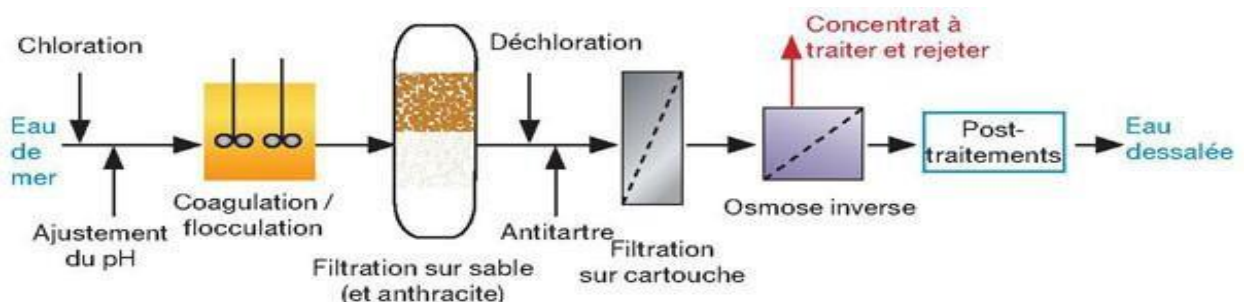 Chloration
Eau
de
mer
Ajustement
du pH
Coagulation /
flocculation
Filtration sur sable
(et anthracite)
Déchloration
Antitartre
Filtration
sur cartouche
Concentrat à
traiter et rejeter
Osmose inverse
Post-
traitements
Eau
dessalée